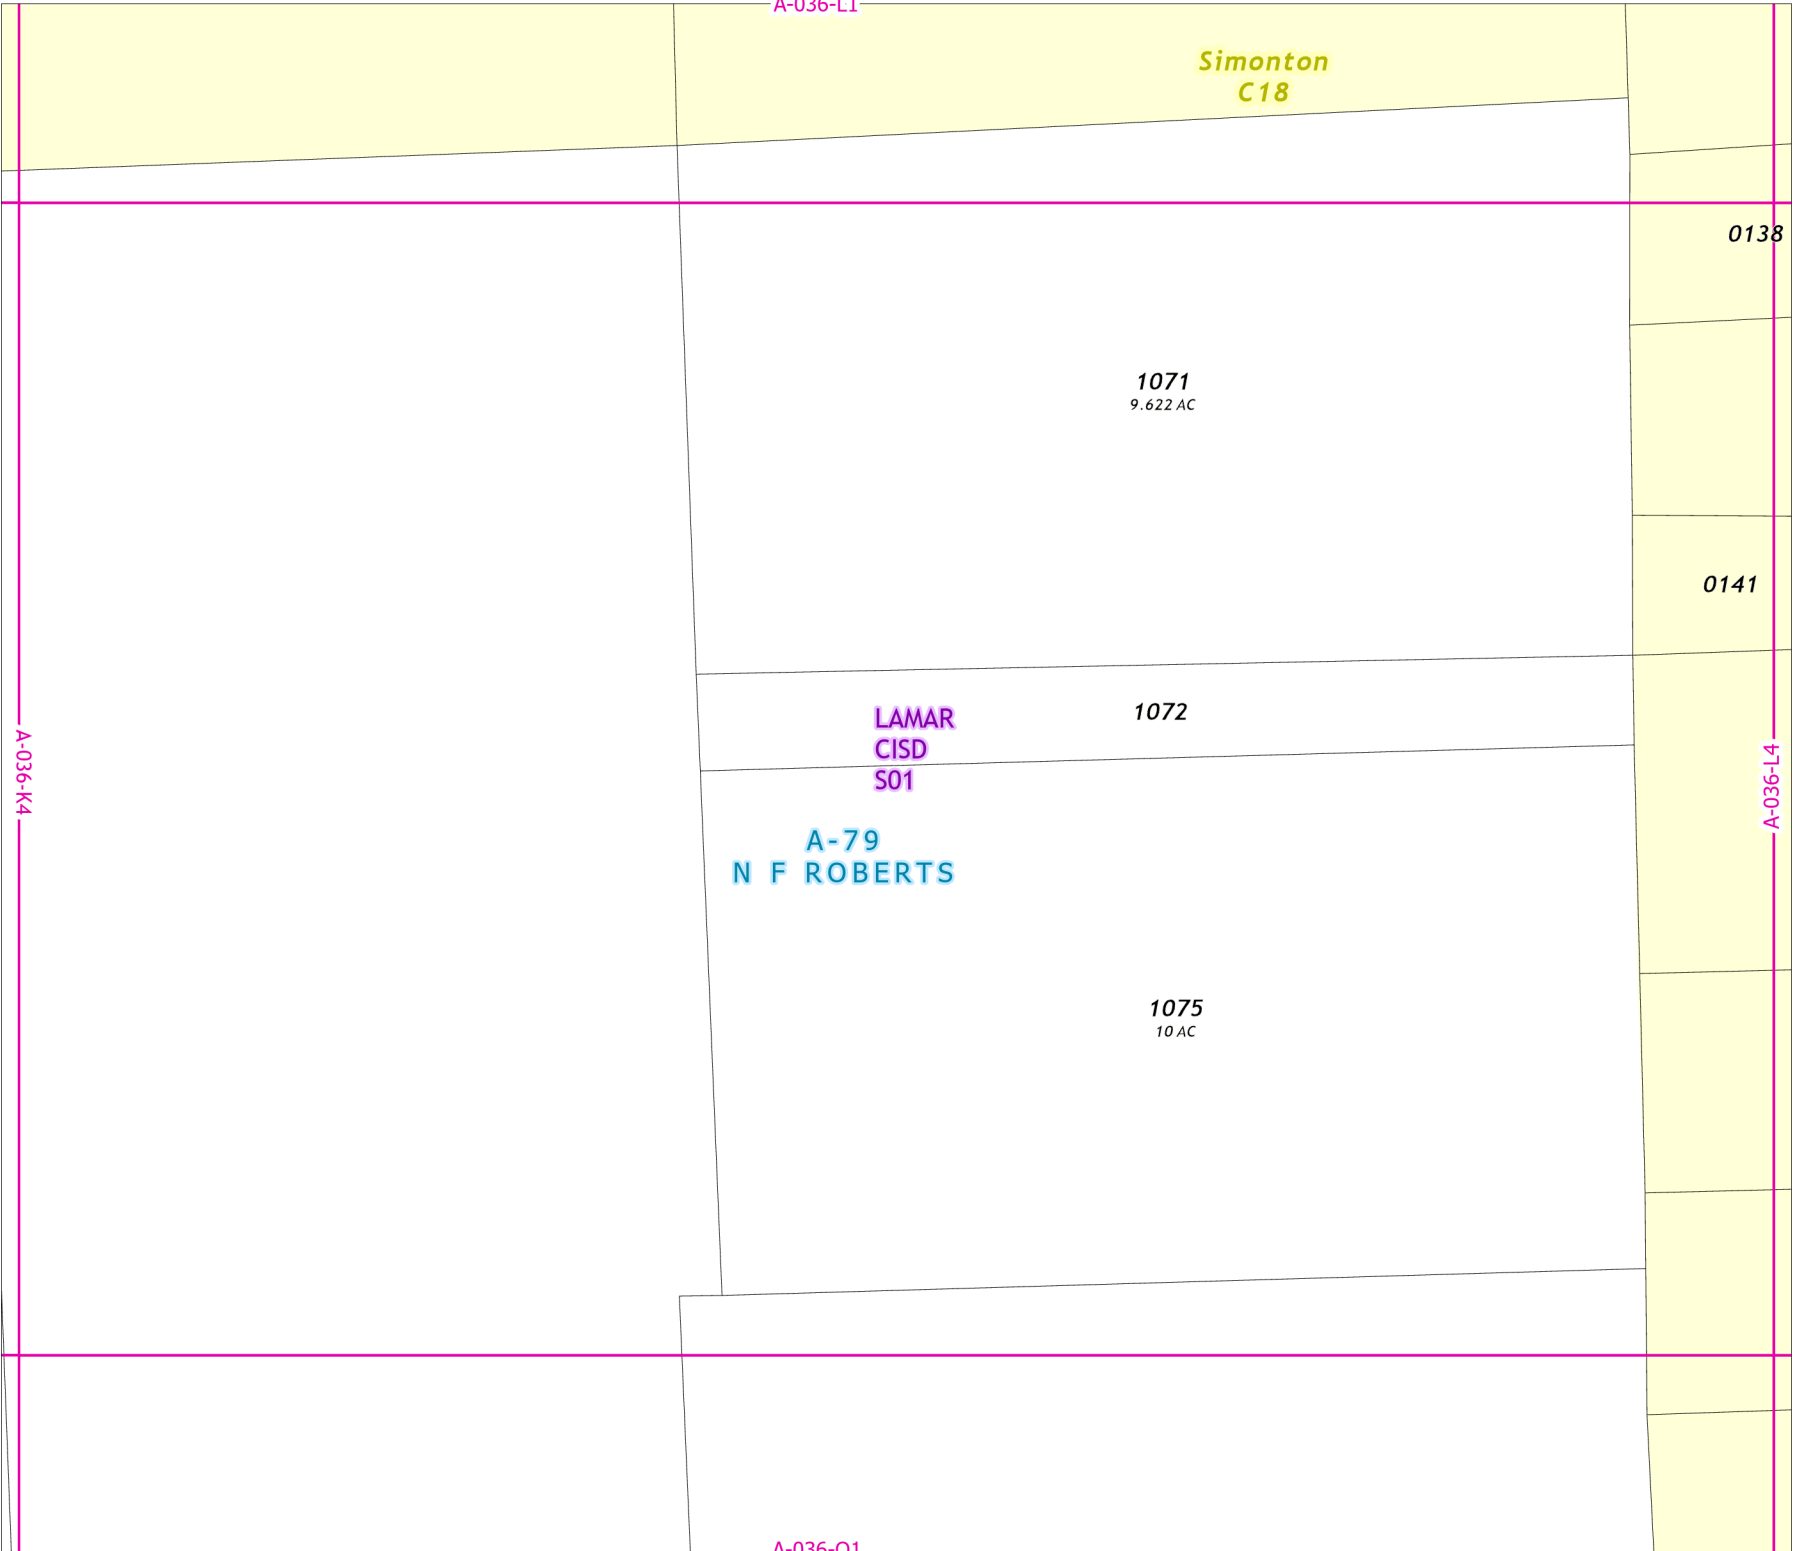 A-036-L1
Simonton
C18
0138
1071
9.622 AC
0141
1072
LAMAR
CISD
S01
A-036-K4
A-036-L4
A-79
N F ROBERTS
1075
10 AC
A-036-Q1